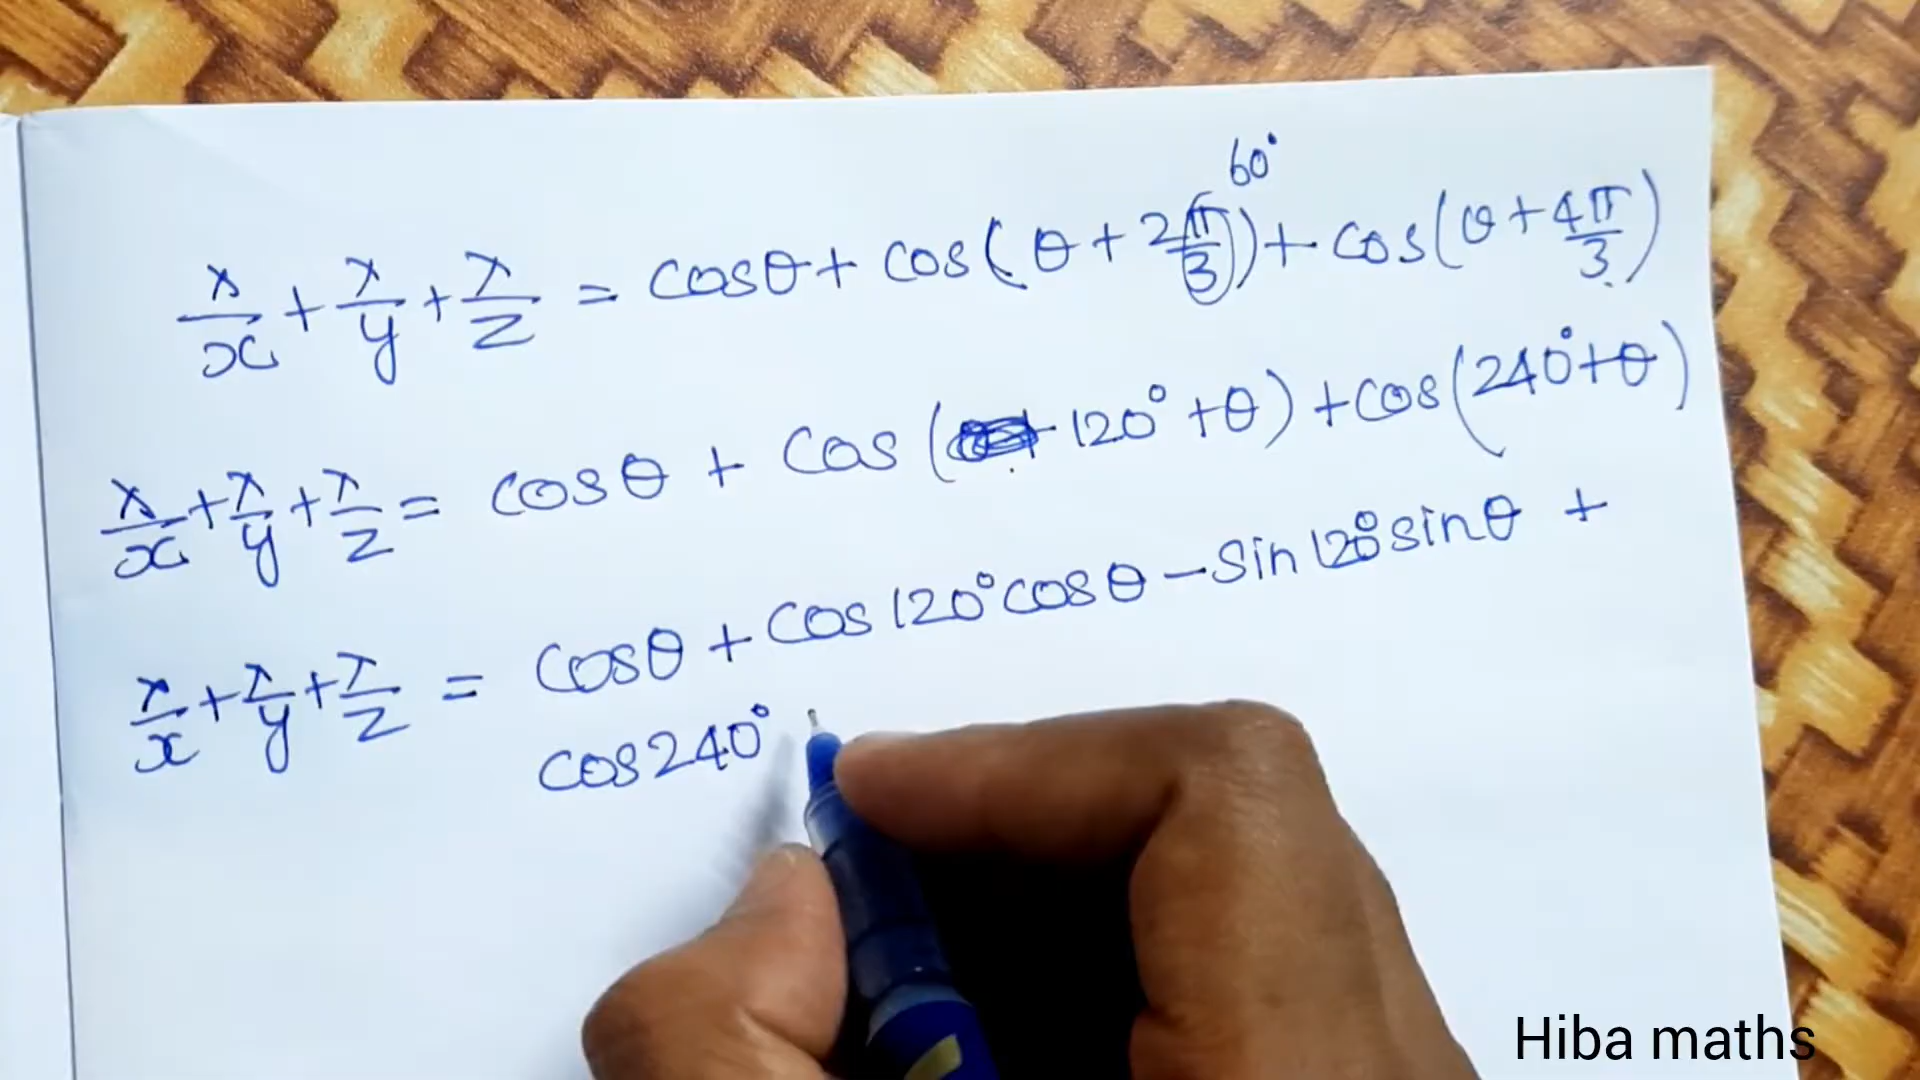 60°
λ/x + λ/y + λ/z = cosθ + cos(θ + 2π/3) + cos(θ + 4π/3)
λ/x + λ/y + λ/z = cosθ + cos(120° + θ) + cos(240° + θ)
λ/x + λ/y + λ/z = cosθ + cos120°cosθ - sin120°sinθ +
cos240°
Hiba maths